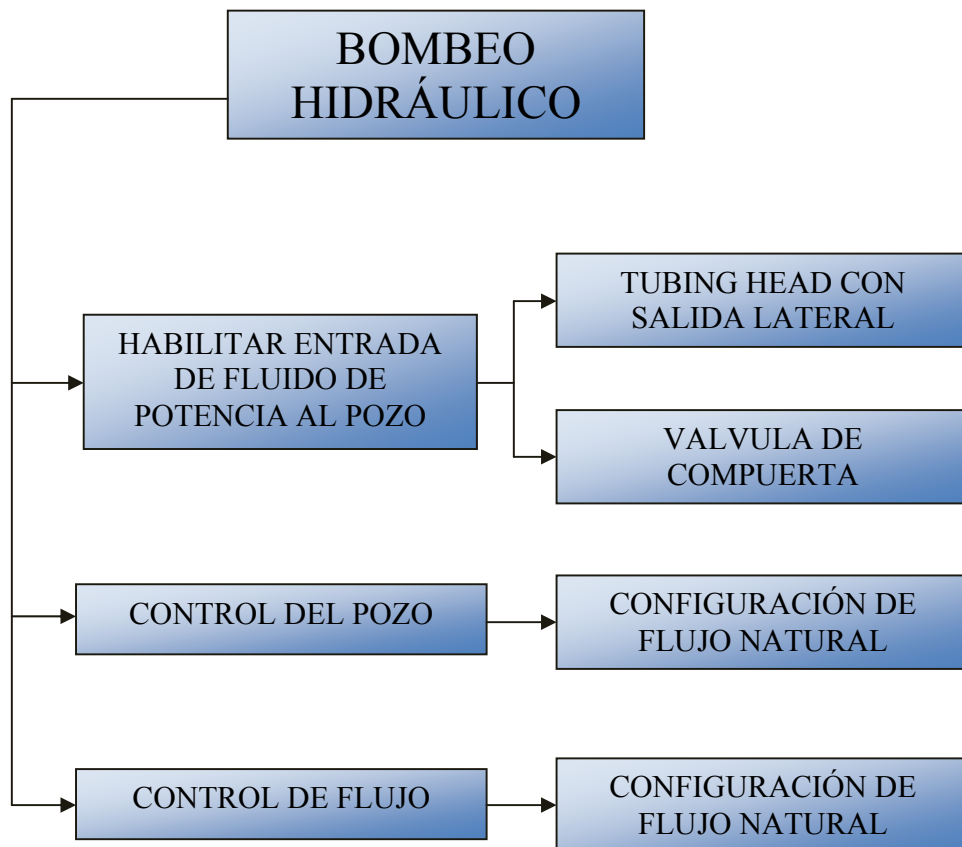 BOMBEO
HIDRÁULICO
TUBING HEAD CON
SALIDA LATERAL
HABILITAR ENTRADA
DE FLUIDO DE
POTENCIA AL POZO
VALVULA DE
COMPUERTA
CONTROL DEL POZO
CONFIGURACIÓN DE
FLUJO NATURAL
CONTROL DE FLUJO
CONFIGURACIÓN DE
FLUJO NATURAL